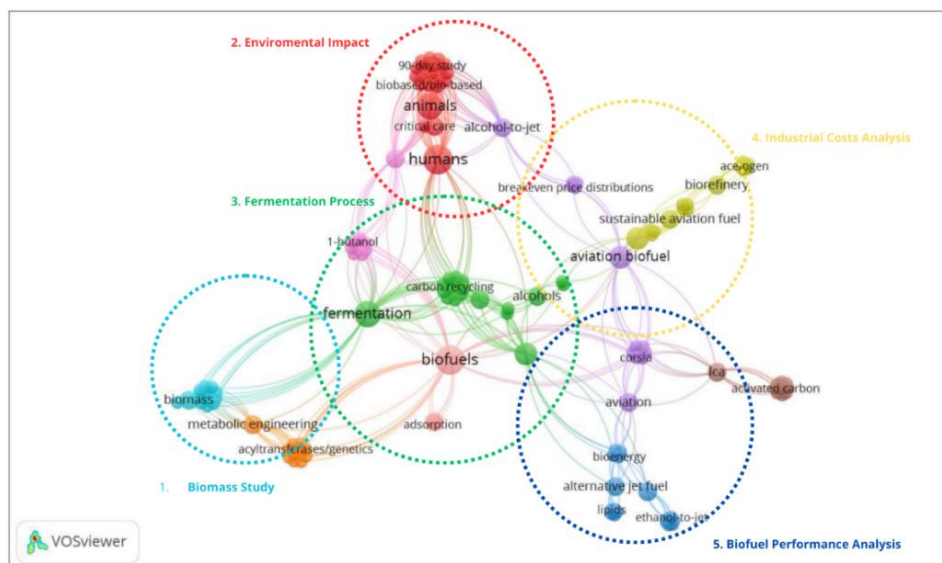 2. Enviromental Impact
90-day study
biobased/bio-based
animals
critical care
alcohol-to-jet
humans
4. Industrial Costs Analysis
ace-ogen
biorefinery
breakeven price distributions
sustainable aviation fuel
aviation biofuel
3. Fermentation Process
1-butanol
carbon recycling
alcohols
fermentation
biofuels
corsia
lca
activated carbon
aviation
biomass
metabolic engineering
adsorption
acyltransferases/genetics
bioenergy
alternative jet fuel
lipids
ethanol-to-jet
1. Biomass Study
5. Biofuel Performance Analysis
VOSviewer